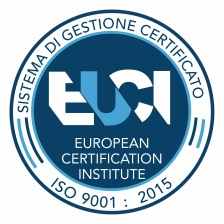 SISTEMA DI GESTIONE CERTIFICATO
EUCI
EUROPEAN
CERTIFICATION
INSTITUTE
ISO 9001 : 2015